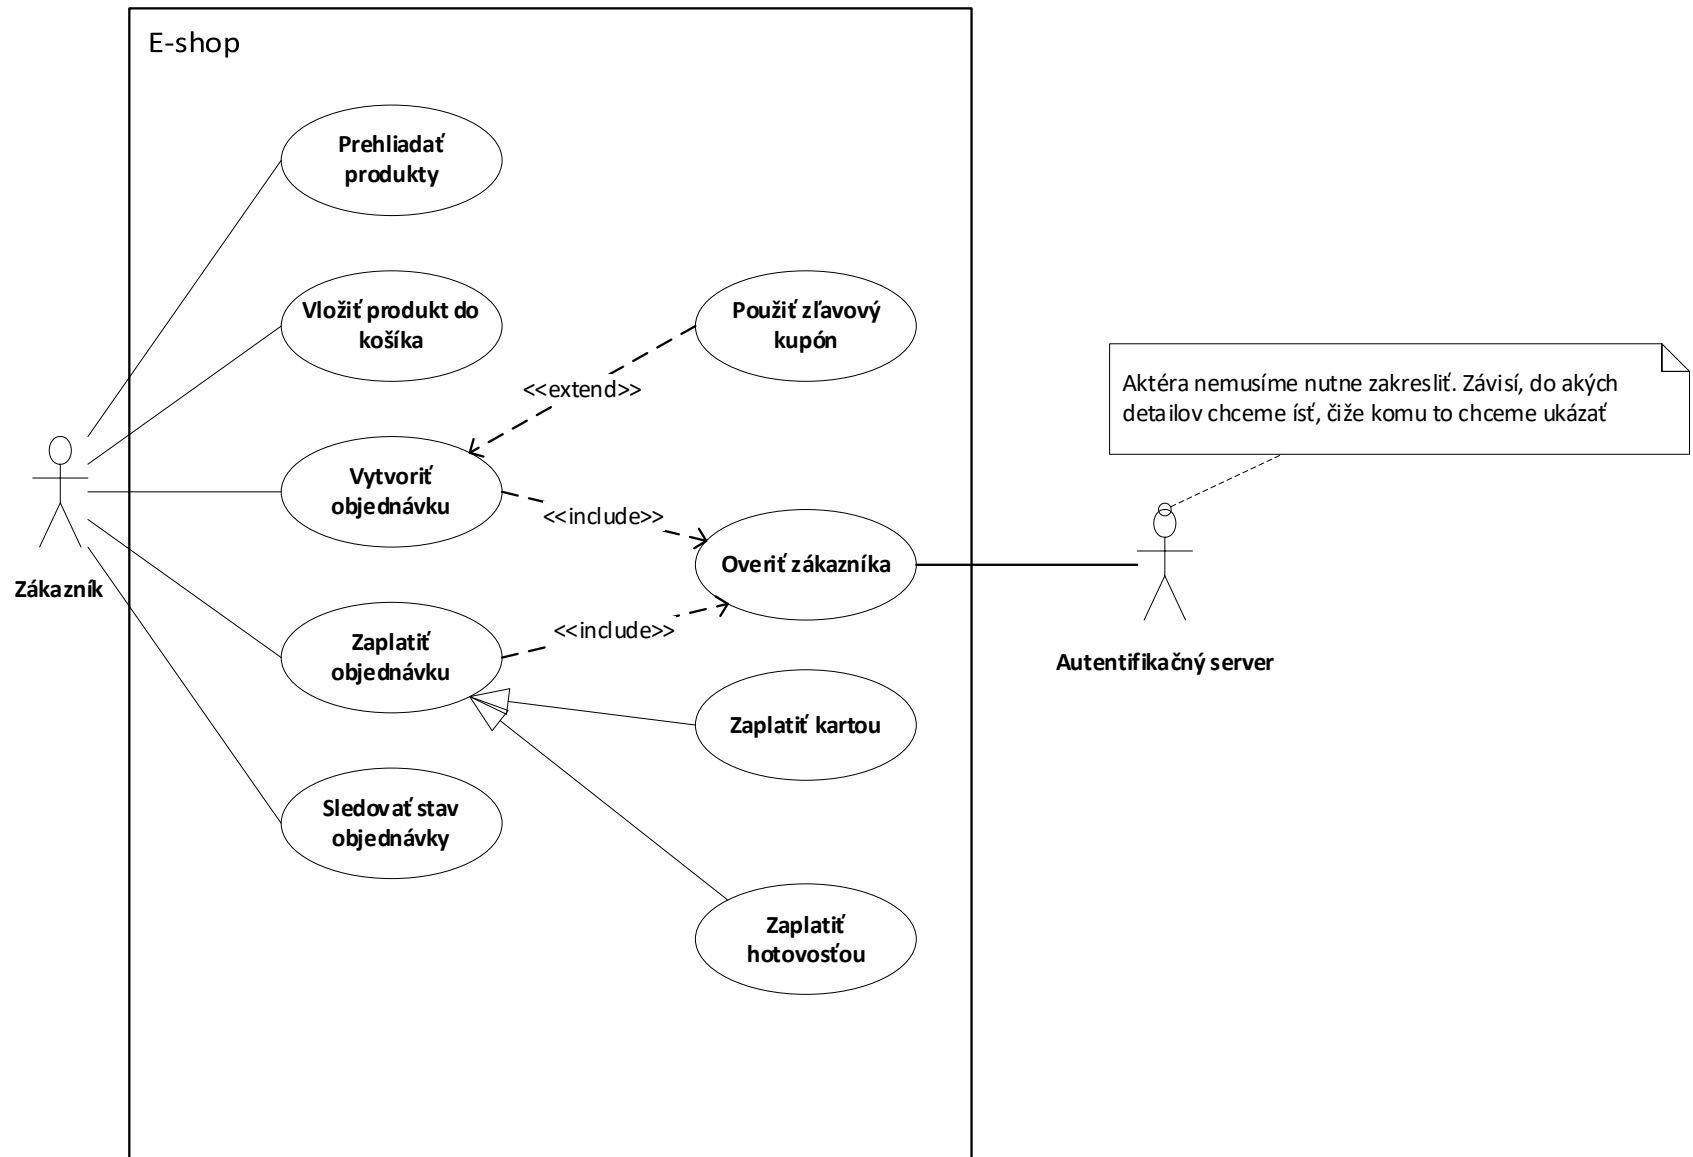 E-shop
Prehliadať
produkty
Vložiť produkt do
košíka
Použiť zľavový
kupón
Aktéra nemusíme nutne zakresliť. Závisí, do akých
detailov chceme ísť, čiže komu to chceme ukázať
<<extend>>
Vytvoriť
objednávku
<<include>>
Overiť zákazníka
Zákazník
<<include>>
Zaplatiť
objednávku
Autentifikačný server
Zaplatiť kartou
Sledovať stav
objednávky
Zaplatiť
hotovosťou